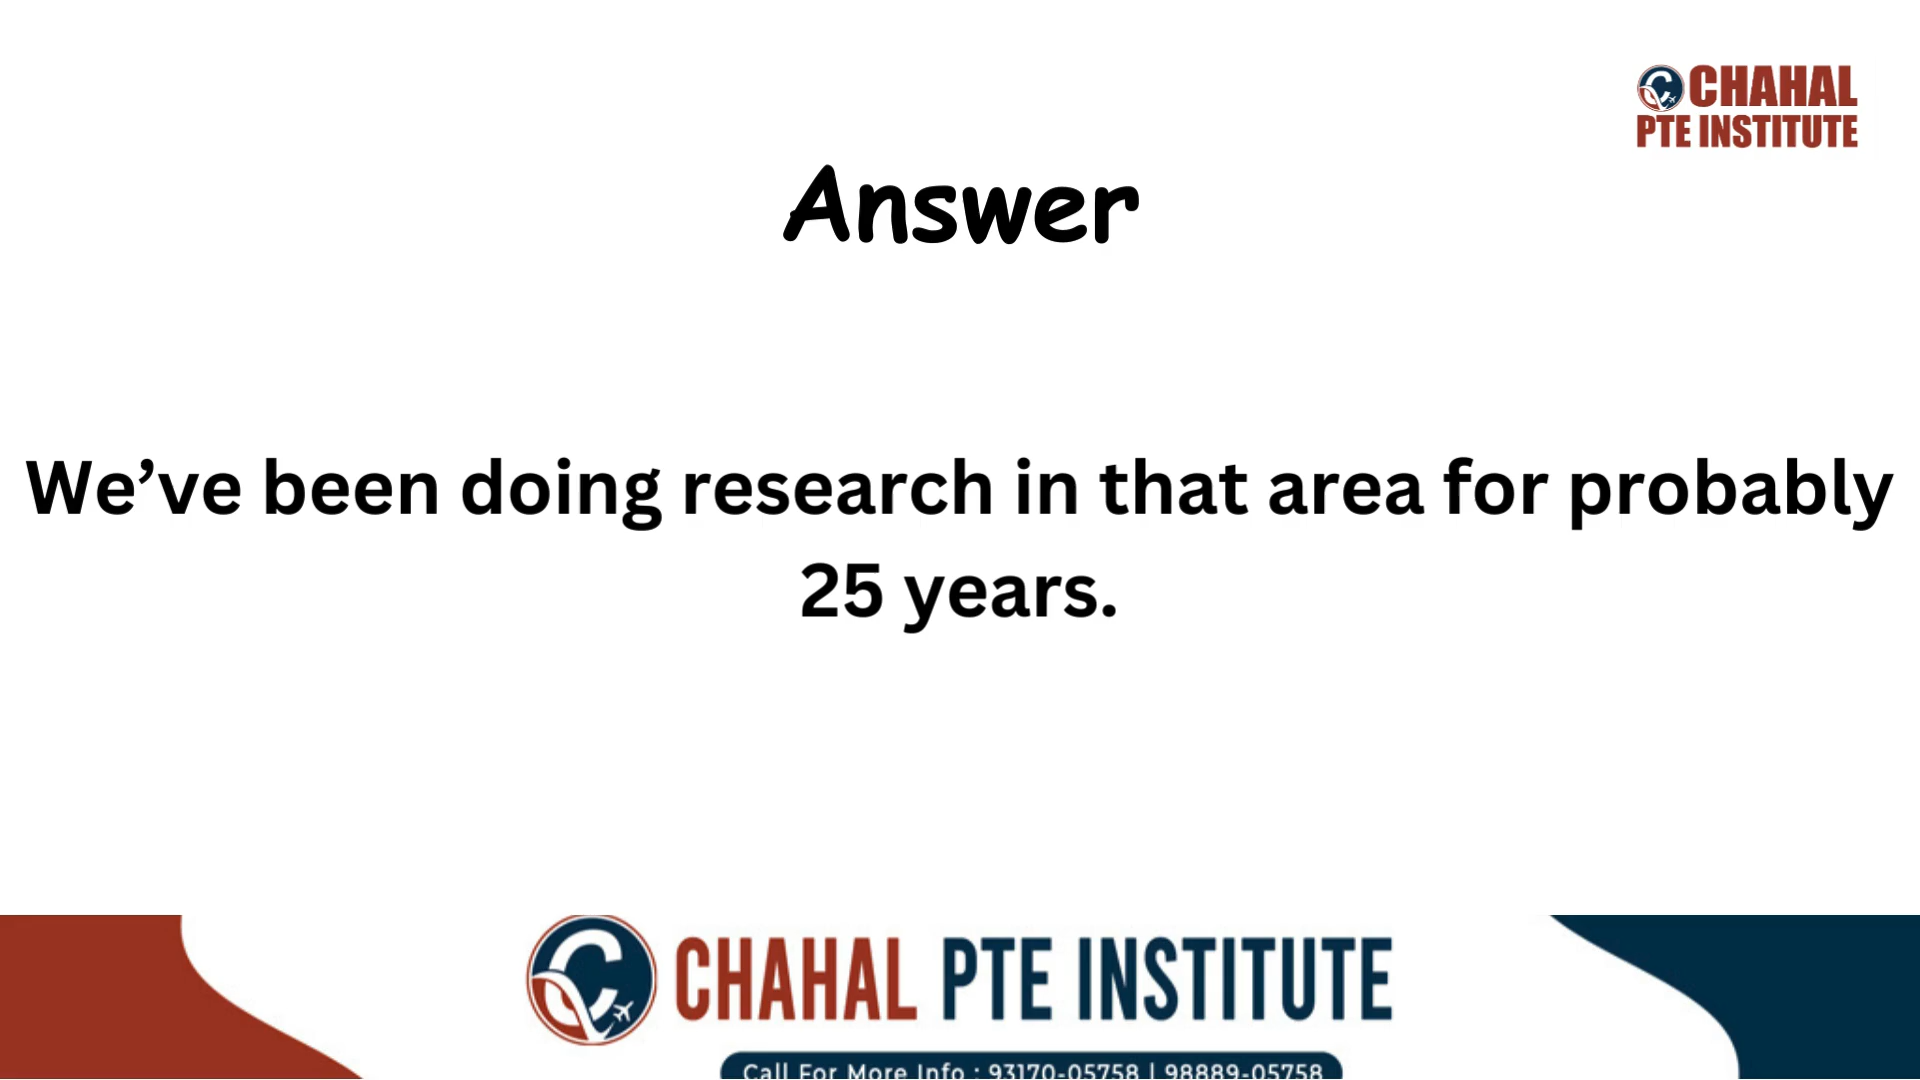 CHAHAL
PTE INSTITUTE
Answer
We’ve been doing research in that area for probably
25 years.
CHAHAL PTE INSTITUTE
Call For More Info : 93170-05758 | 98889-05758